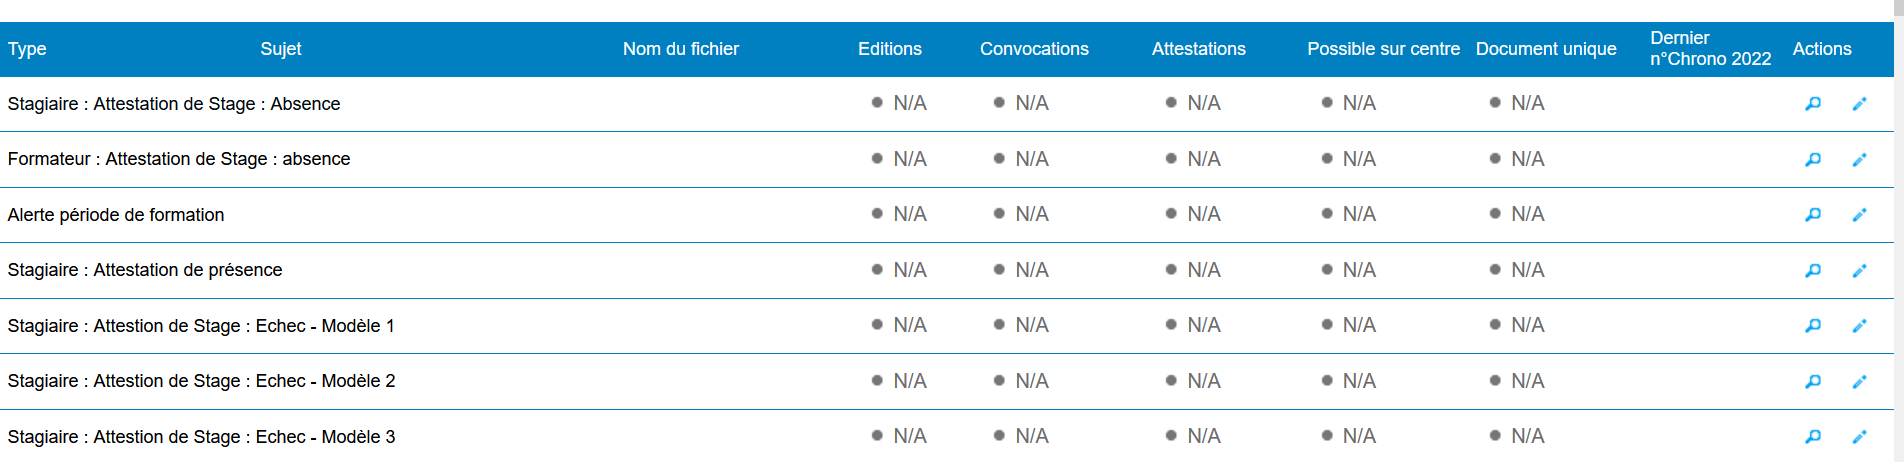 Type Sujet Nom du fichier Editions Convocations Attestations Possible sur centre Document unique Dernier n°Chrono 2022 Actions
Stagiaire : Attestation de Stage : Absence N/A N/A N/A N/A N/A
Formateur : Attestation de Stage : absence N/A N/A N/A N/A N/A
Alerte période de formation N/A N/A N/A N/A N/A
Stagiaire : Attestation de présence N/A N/A N/A N/A N/A
Stagiaire : Attestion de Stage : Echec - Modèle 1 N/A N/A N/A N/A N/A
Stagiaire : Attestion de Stage : Echec - Modèle 2 N/A N/A N/A N/A N/A
Stagiaire : Attestion de Stage : Echec - Modèle 3 N/A N/A N/A N/A N/A